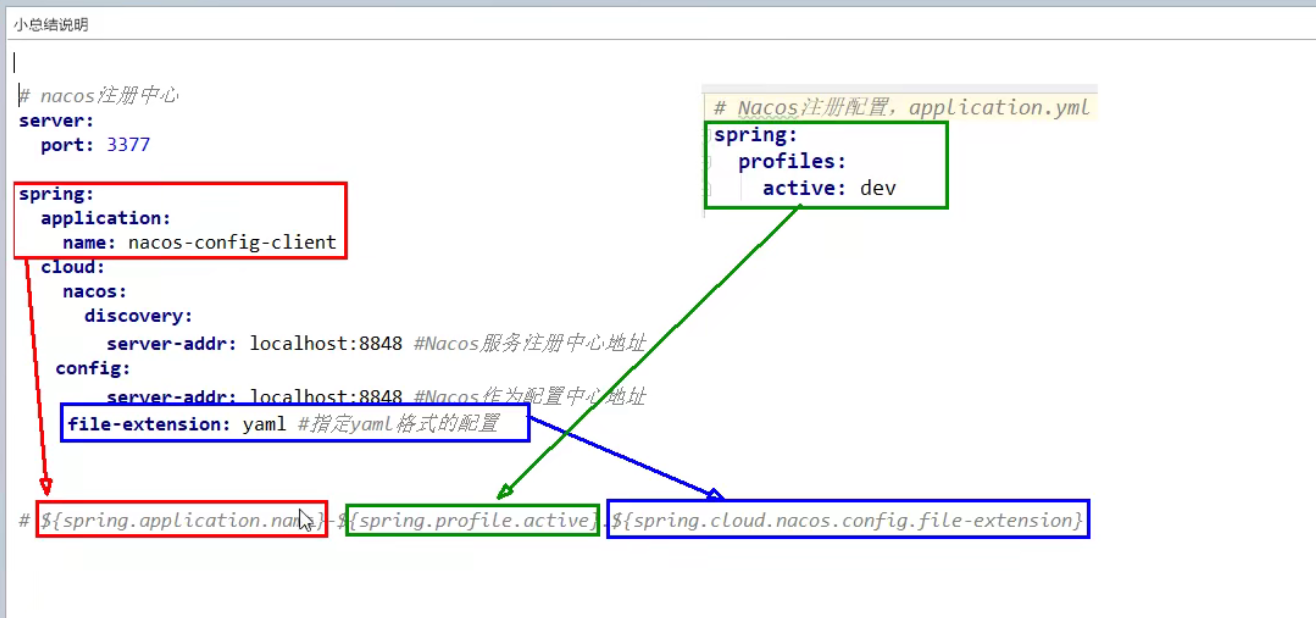 小总结说明
# nacos注册中心
server:
  port: 3377
spring:
  application:
    name: nacos-config-client
  cloud:
    nacos:
      discovery:
        server-addr: localhost:8848 #Nacos服务注册中心地址
   config:
        server-addr: localhost:8848 #Nacos作为配置中心地址
    file-extension: yaml #指定yaml格式的配置
# Nacos注册配置，application.yml
spring:
  profiles:
    active: dev
# ${spring.application.name}-${spring.profile.active}.${spring.cloud.nacos.config.file-extension}